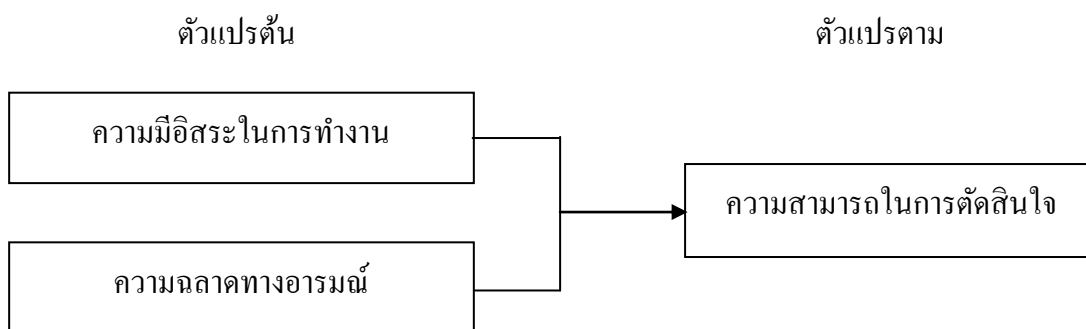 ตัวแปรต้น
ตัวแปรตาม
ความมีอิสระในการทำงาน
ความสามารถในการตัดสินใจ
ความฉลาดทางอารมณ์